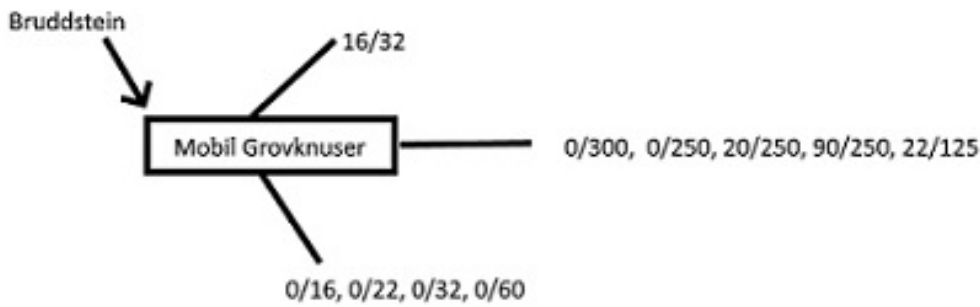 Bruddstein
16/32
Mobil Grovknuser
0/300, 0/250, 20/250, 90/250, 22/125
0/16, 0/22, 0/32, 0/60